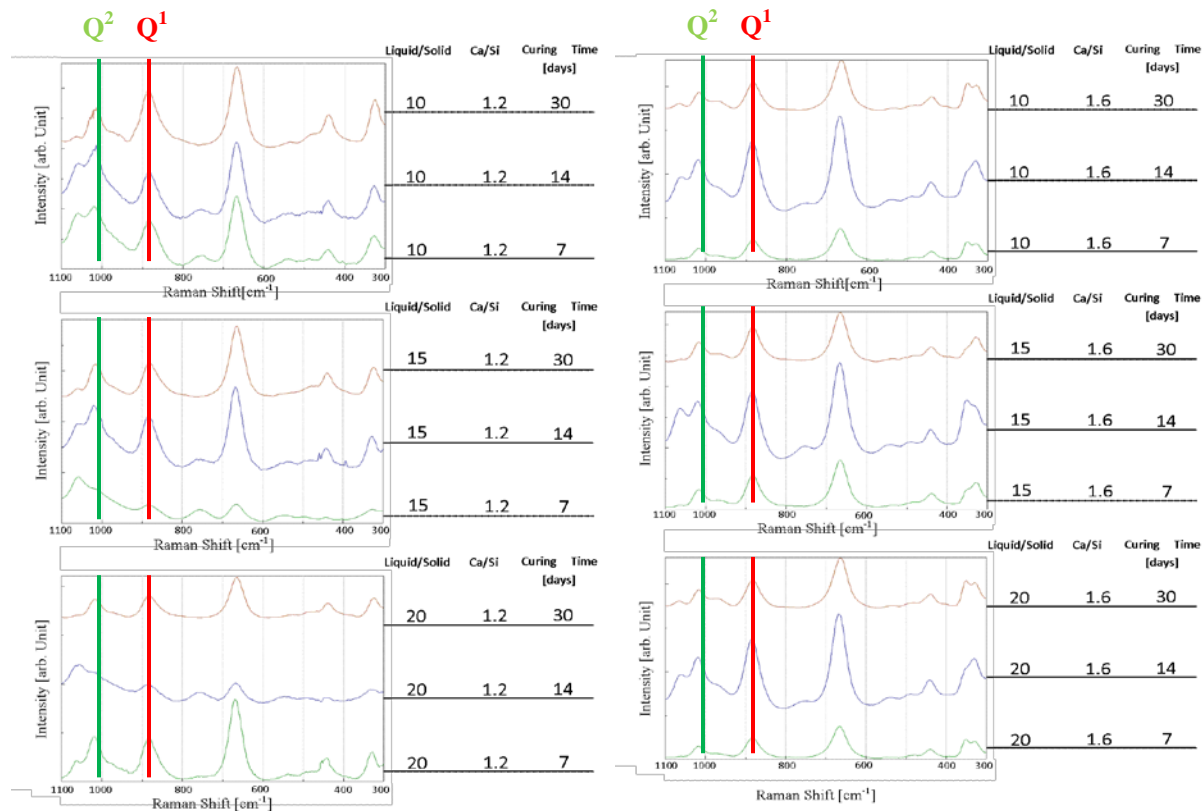 Q² Q¹
Liquid/Solid Ca/Si Curing Time
[days]
10 1.2 30
10 1.2 14
10 1.2 7
Intensity [arb. Unit]
1100 1000 800 600 400 300
Raman Shift[cm⁻¹]
Liquid/Solid Ca/Si Curing Time
[days]
15 1.2 30
15 1.2 14
15 1.2 7
Intensity [arb. Unit]
1100 1000 800 600 400 300
Raman Shift [cm⁻¹]
Liquid/Solid Ca/Si Curing Time
[days]
20 1.2 30
20 1.2 14
20 1.2 7
Intensity [arb. Unit]
1100 1000 800 600 400 300
Raman Shift [cm⁻¹]
Q² Q¹
Liquid/Solid Ca/Si Curing Time
[days]
10 1.6 30
10 1.6 14
10 1.6 7
Intensity [arb. Unit]
1100 1000 800 600 400 300
Raman Shift[cm⁻¹]
Liquid/Solid Ca/Si Curing Time
[days]
15 1.6 30
15 1.6 14
15 1.6 7
Intensity [arb. Unit]
1100 1000 800 600 400 300
Raman Shift [cm⁻¹]
Liquid/Solid Ca/Si Curing Time
[days]
20 1.6 30
20 1.6 14
20 1.6 7
Intensity [arb. Unit]
1100 1000 800 600 400 300
Raman Shift [cm⁻¹]